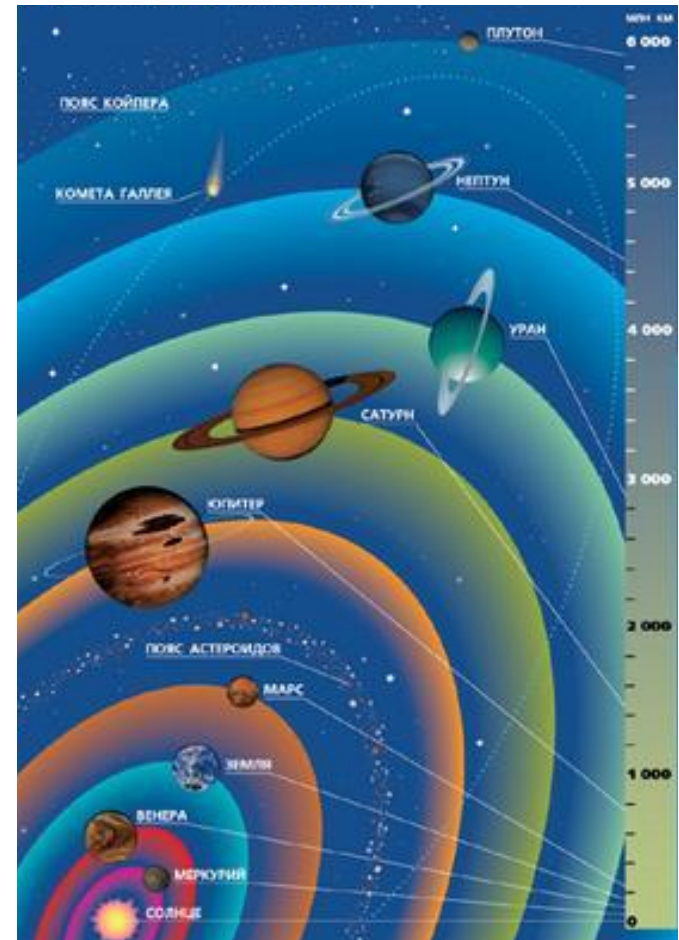 МЛН КМ
ПЛУТОН
6 000
ПОЯС КОЙПЕРА
КОМЕТА ГАЛЛЕЯ
НЕПТУН
5 000
УРАН
4 000
САТУРН
3 000
ЮПИТЕР
2 000
ПОЯС АСТЕРОИДОВ
МАРС
ЗЕМЛЯ
1 000
ВЕНЕРА
МЕРКУРИЙ
СОЛНЦЕ
0